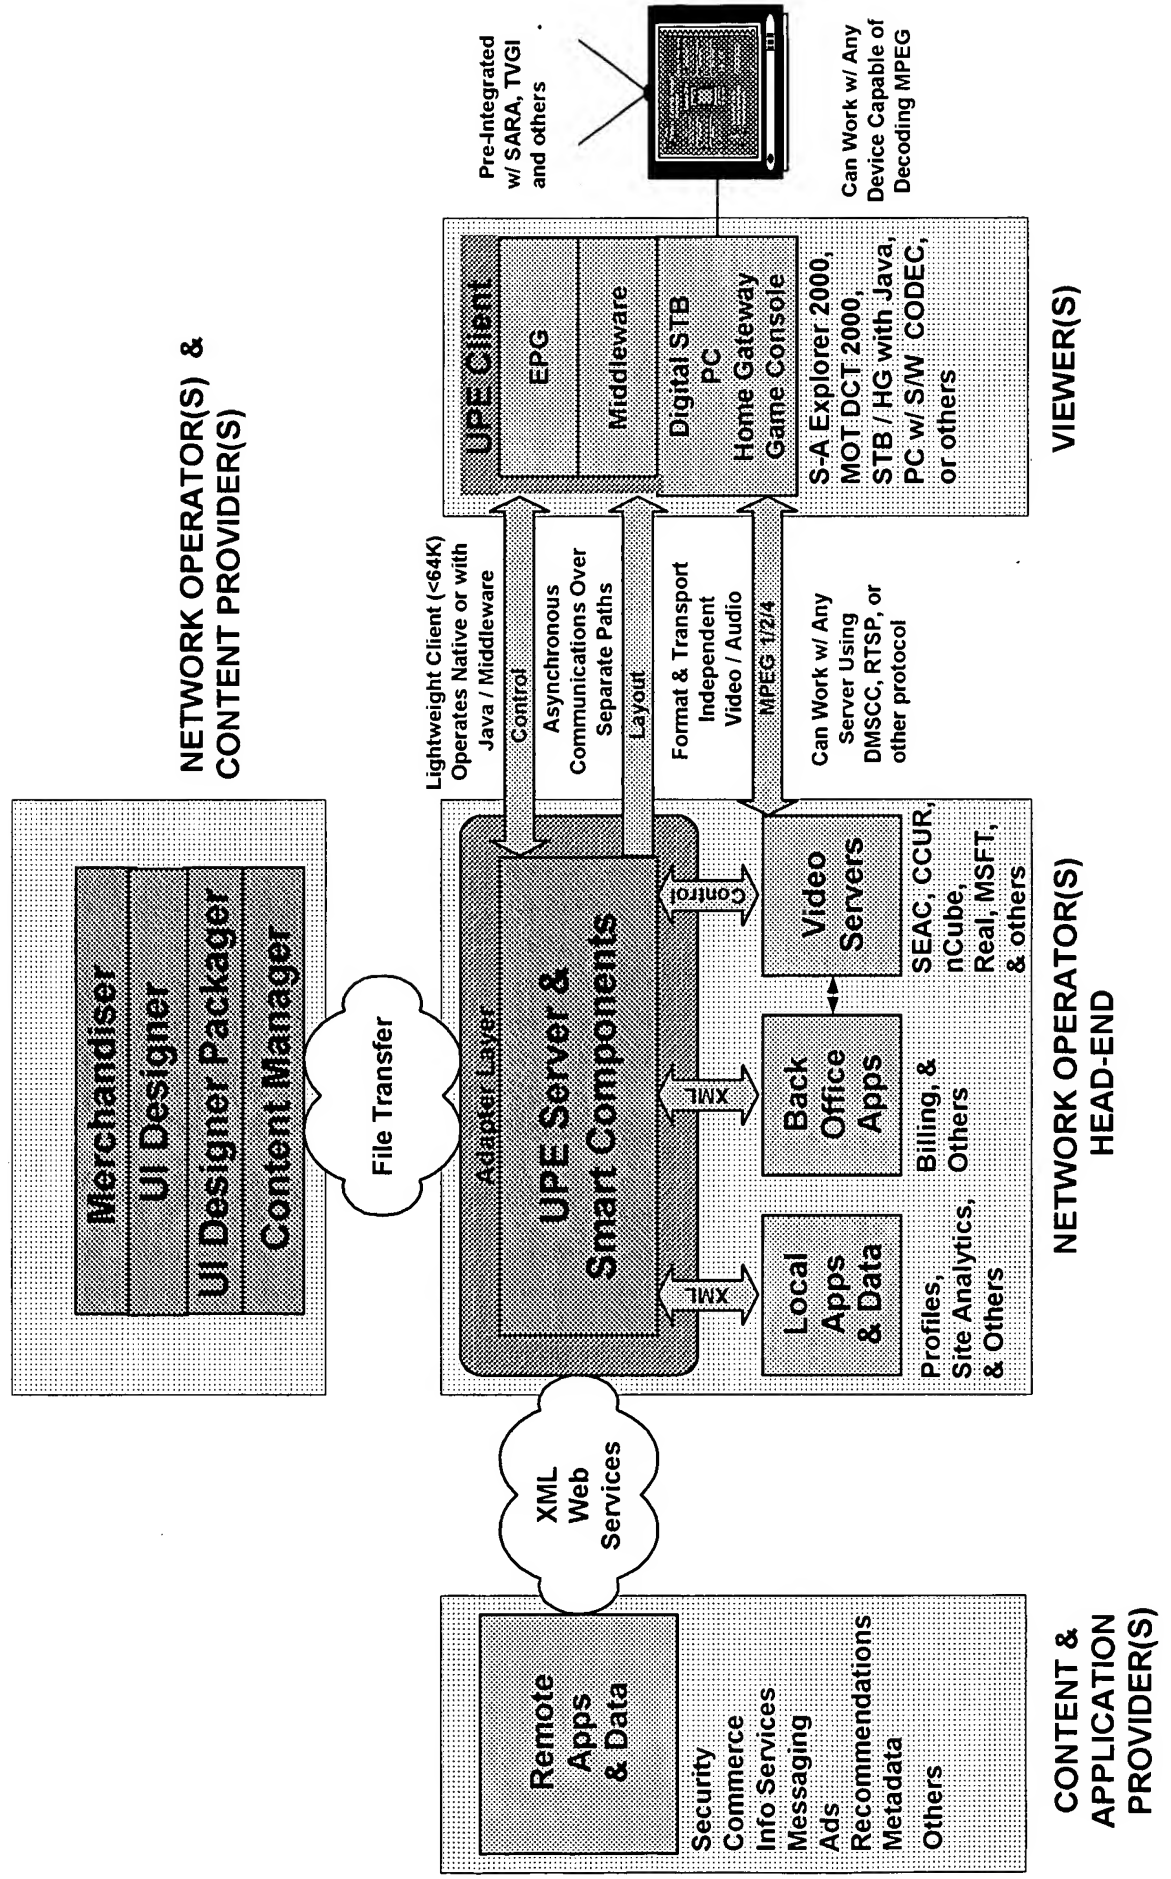 NETWORK OPERATOR(S) &
CONTENT PROVIDER(S)
Merchandiser
UI Designer
UI Designer Packager
Content Manager
File Transfer
Remote
Apps
& Data
Security
Commerce
Info Services
Messaging
Ads
Recommendations
Metadata
Others
CONTENT &
APPLICATION
PROVIDER(S)
XML
Web
Services
Adapter Layer
UPE Server &
Smart Components
XML
XML
Control
Local
Apps
& Data
Profiles,
Site Analytics,
& Others
Back
Office
Apps
Billing, &
Others
Video
Servers
SEAC, CCUR,
nCube,
Real, MSFT,
& others
NETWORK OPERATOR(S)
HEAD-END
Lightweight Client (<64K)
Operates Native or with
Java / Middleware
Control
Asynchronous
Communications Over
Separate Paths
Layout
Format & Transport
Independent
Video / Audio
MPEG 1/2/4
Can Work w/ Any
Server Using
DMSCC, RTSP, or
other protocol
UPE Client
EPG
Middleware
Digital STB
PC
Home Gateway
Game Console
S-A Explorer 2000,
MOT DCT 2000,
STB / HG with Java,
PC w/ S/W CODEC,
or others
VIEWER(S)
Pre-Integrated
w/ SARA, TVGI
and others
Can Work w/ Any
Device Capable of
Decoding MPEG